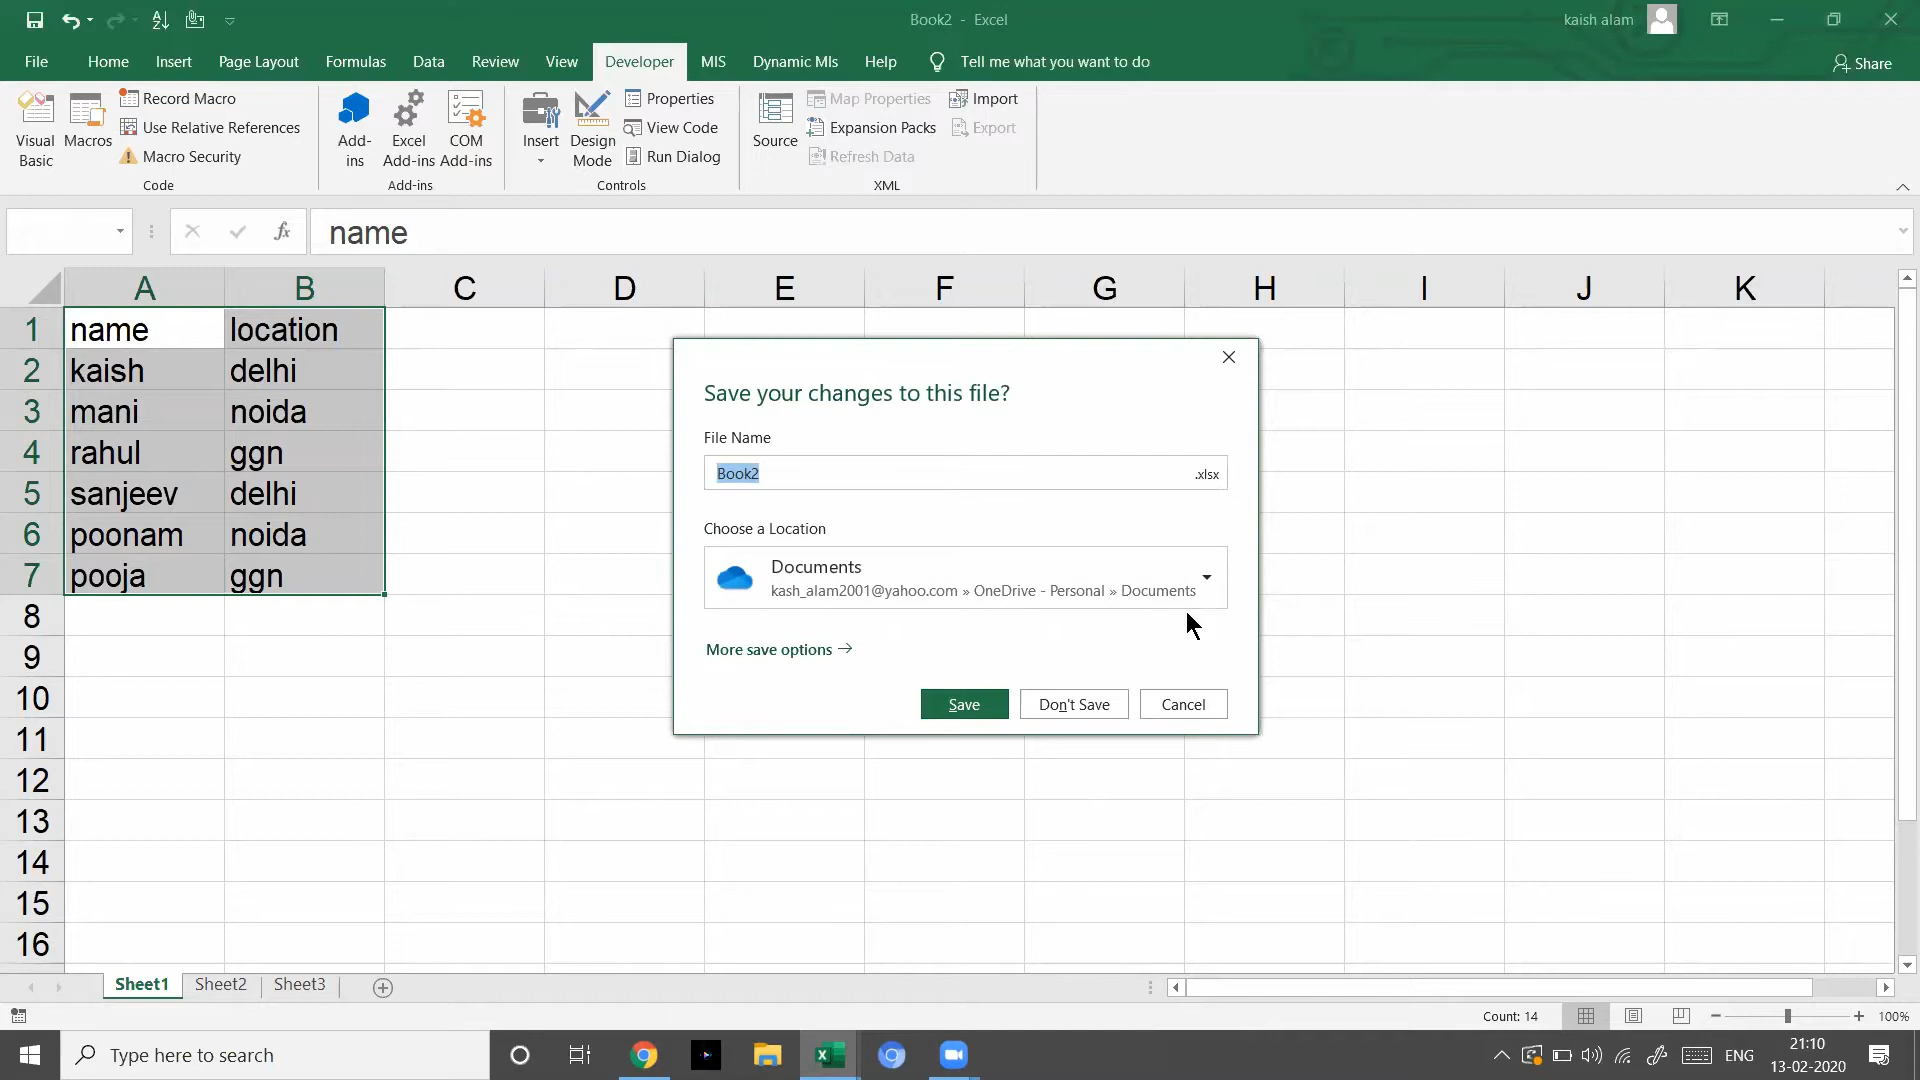 Book2 - Excel
kaish alam
File Home Insert Page Layout Formulas Data Review View Developer MIS Dynamic MIs Help Tell me what you want to do Share
Visual Basic
Macros
Record Macro
Use Relative References
Macro Security
Code
Add-ins
Excel Add-ins
COM Add-ins
Add-ins
Insert
Design Mode
Properties
View Code
Run Dialog
Controls
Source
Map Properties
Expansion Packs
Refresh Data
Import
Export
XML
fx name
A B C D E F G H I J K
1 name location
2 kaish delhi
3 mani noida
4 rahul ggn
5 sanjeev delhi
6 poonam noida
7 pooja ggn
8
9
10
11
12
13
14
15
16
Save your changes to this file?
File Name
Book2 .xlsx
Choose a Location
Documents
kash_alam2001@yahoo.com » OneDrive - Personal » Documents
More save options →
Save Don't Save Cancel
Sheet1 Sheet2 Sheet3
Count: 14 100%
Type here to search
ENG
21:10
13-02-2020